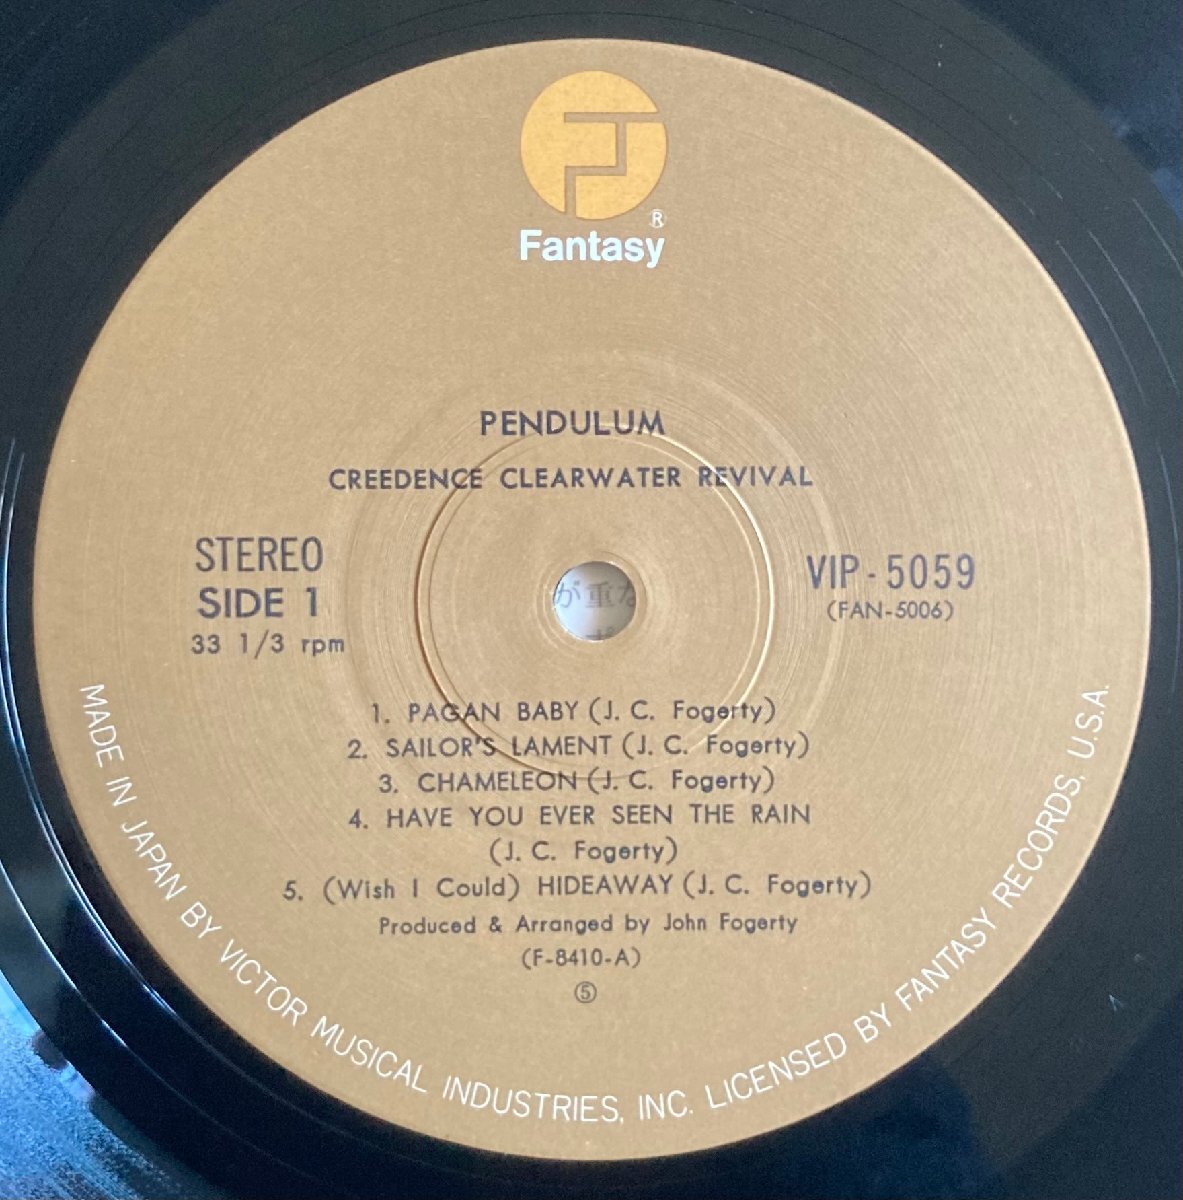 ®
Fantasy
PENDULUM
CREEDENCE CLEARWATER REVIVAL
STEREO
SIDE 1
33 1/3 rpm
VIP-5059
(FAN-5006)
が重な
1. PAGAN BABY (J. C. Fogerty)
2. SAILOR'S LAMENT (J. C. Fogerty)
3. CHAMELEON (J. C. Fogerty)
4. HAVE YOU EVER SEEN THE RAIN
(J. C. Fogerty)
5. (Wish I Could) HIDEAWAY (J. C. Fogerty)
Produced & Arranged by John Fogerty
(F-8410-A)
⑤
MADE IN JAPAN BY VICTOR MUSICAL INDUSTRIES, INC. LICENSED BY FANTASY RECORDS, U.S.A.